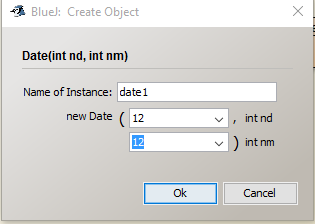 BlueJ: Create Object
Date(int nd, int nm)
Name of Instance: date1
new Date ( 12 , int nd
12 ) int nm
Ok Cancel